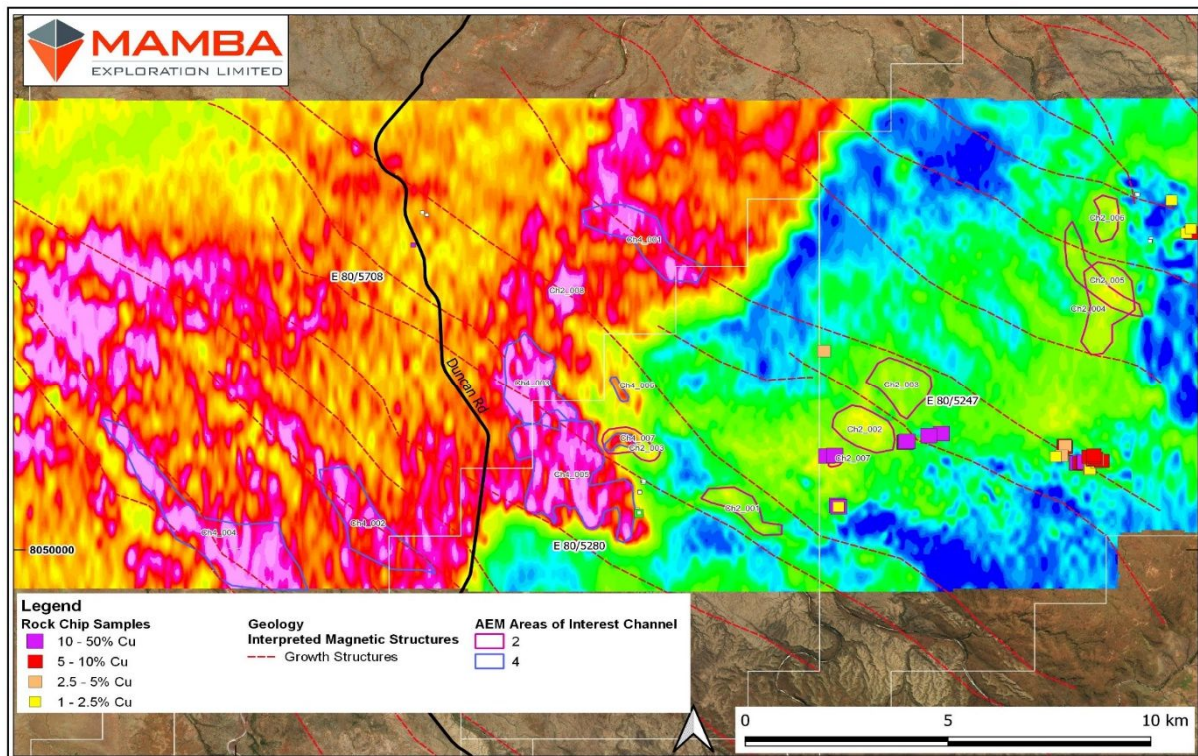 MAMBA
EXPLORATION LIMITED
Ch2_006
Ch4_001
E 80/5708
Ch2_005
Ch2_008
Ch2_004
Duncan Rd
Ch4_006
Ch2_003
E 80/5247
Ch2_002
Ch4_007
Ch2_003
Ch2_007
Ch4_005
Ch2_001
Ch4_002
Ch4_004
8050000
E 80/5280
Legend
Rock Chip Samples
10 - 50% Cu
5 - 10% Cu
2.5 - 5% Cu
1 - 2.5% Cu
Geology
Interpreted Magnetic Structures
Growth Structures
AEM Areas of Interest Channel
2
4
0 5 10 km